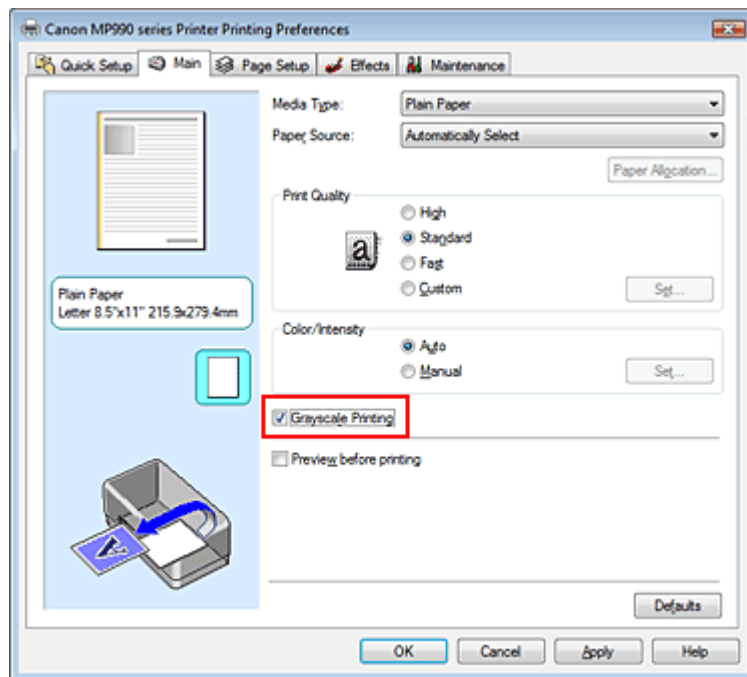 Canon MP990 series Printer Printing Preferences
Quick Setup Main Page Setup Effects Maintenance
Media Type: Plain Paper
Paper Source: Automatically Select
Paper Allocation...
Print Quality
High
Standard
Fast
Custom Set...
Plain Paper
Letter 8.5"x11" 215.9x279.4mm
Color/Intensity
Auto
Manual Set...
Grayscale Printing
Preview before printing
Defaults
OK Cancel Apply Help